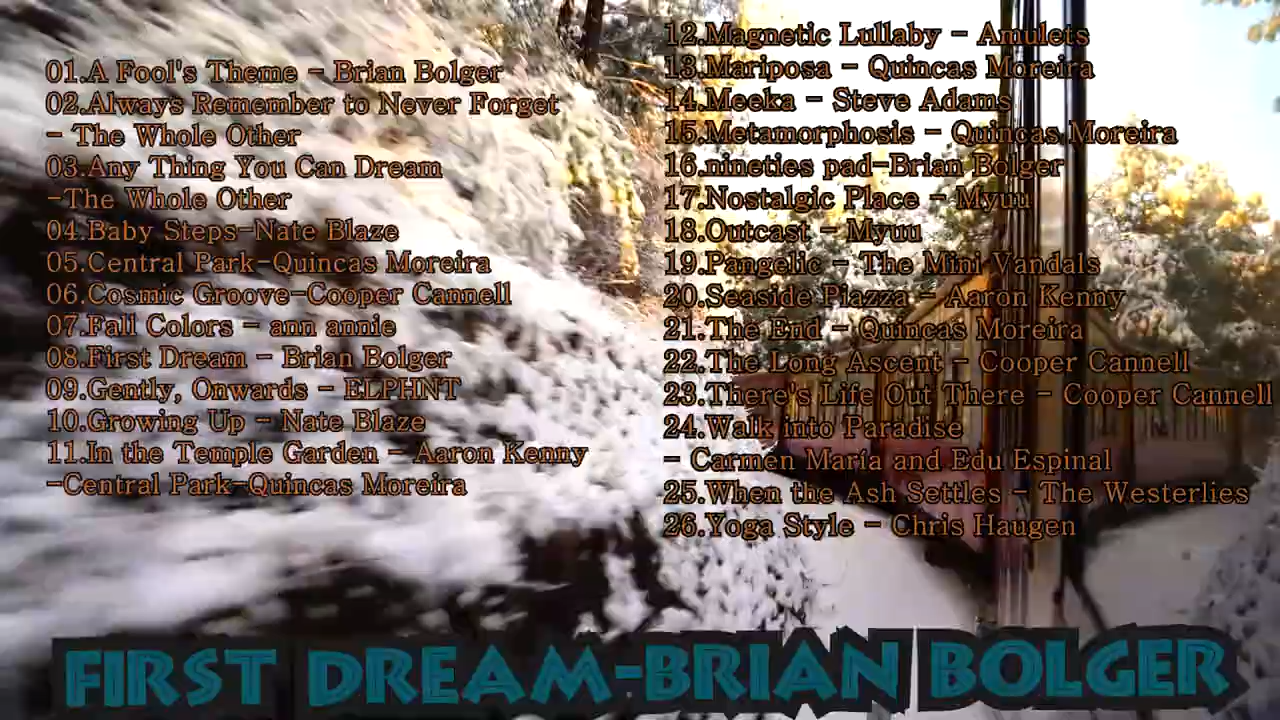 01.A Fool's Theme - Brian Bolger
02.Always Remember to Never Forget
- The Whole Other
03.Any Thing You Can Dream
-The Whole Other
04.Baby Steps-Nate Blaze
05.Central Park-Quincas Moreira
06.Cosmic Groove-Cooper Cannell
07.Fall Colors - ann annie
08.First Dream - Brian Bolger
09.Gently, Onwards - ELPHNT
10.Growing Up - Nate Blaze
11.In the Temple Garden - Aaron Kenny
-Central Park-Quincas Moreira
12.Magnetic Lullaby - Amulets
13.Mariposa - Quincas Moreira
14.Meeka - Steve Adams
15.Metamorphosis - Quincas Moreira
16.nineties pad-Brian Bolger
17.Nostalgic Place - Myuu
18.Outcast - Myuu
19.Pangelic - The Mini Vandals
20.Seaside Piazza - Aaron Kenny
21.The End - Quincas Moreira
22.The Long Ascent - Cooper Cannell
23.There's Life Out There - Cooper Cannell
24.Walk into Paradise
- Carmen María and Edu Espinal
25.When the Ash Settles - The Westerlies
26.Yoga Style - Chris Haugen
FIRST DREAM-BRIAN BOLGER